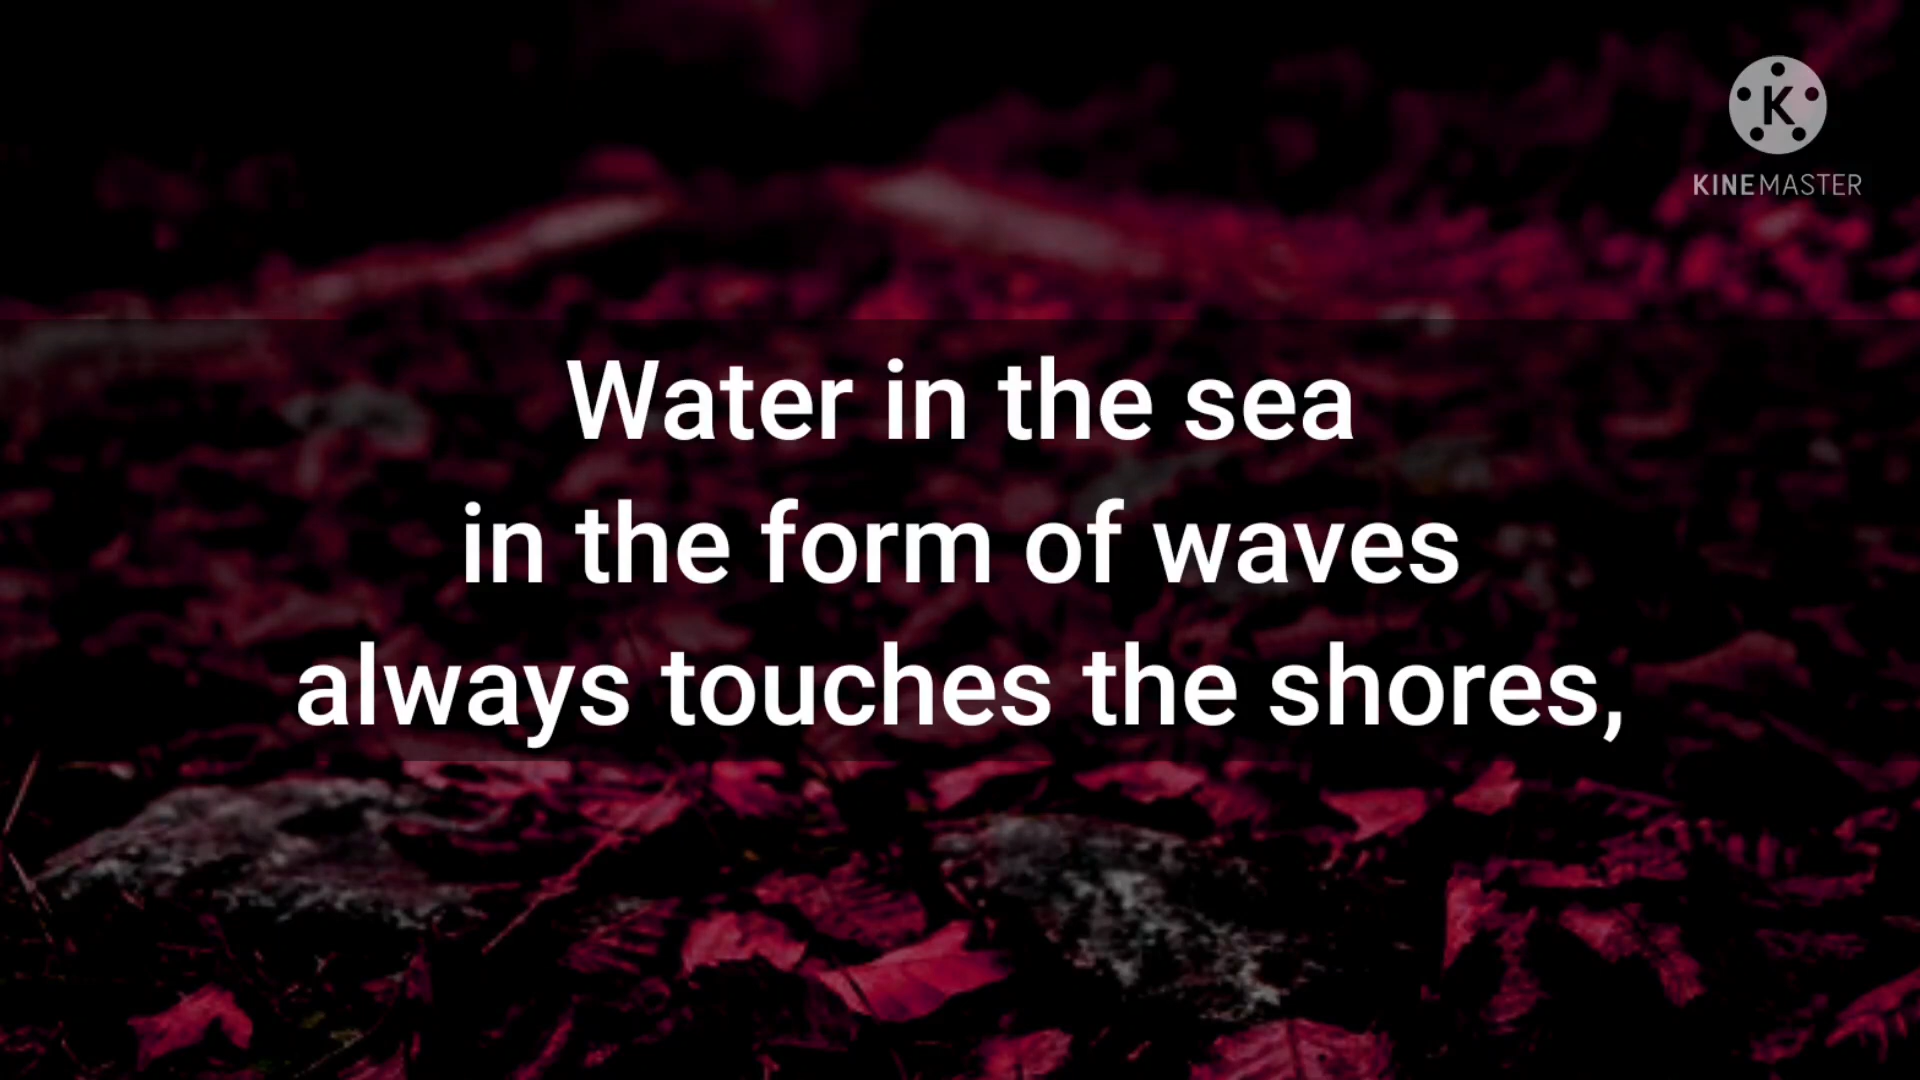 K
KINEMASTER
Water in the sea
in the form of waves
always touches the shores,